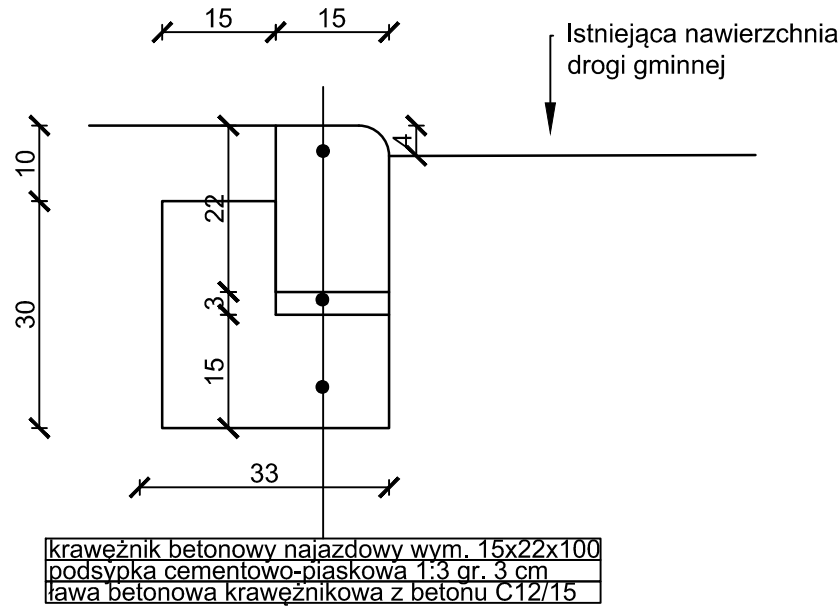 15
15
Istniejąca nawierzchnia
drogi gminnej
10
4
22
30
3
15
33
krawężnik betonowy najazdowy wym. 15x22x100
podsypka cementowo-piaskowa 1:3 gr. 3 cm
ława betonowa krawężnikowa z betonu C12/15